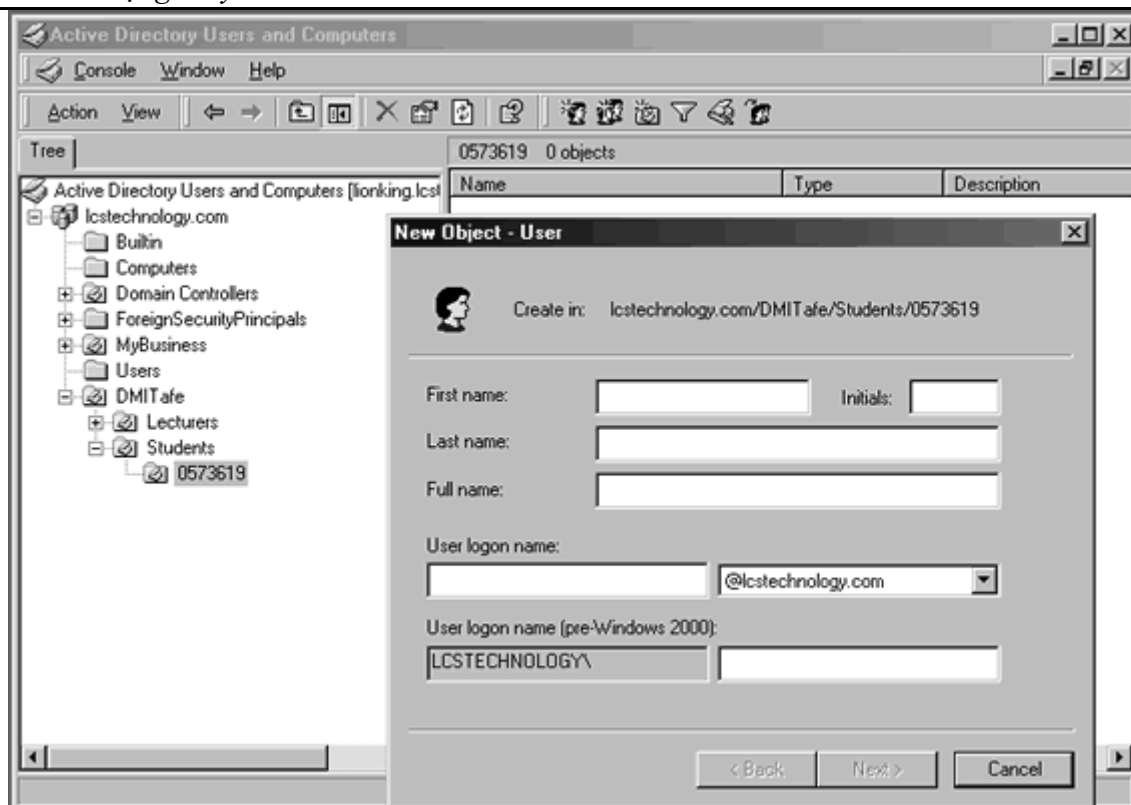 Active Directory Users and Computers
Console Window Help
Action View
Tree
0573619 0 objects
Name Type Description
Active Directory Users and Computers [lionking.lcst
lcstechnology.com
Builtin
Computers
Domain Controllers
ForeignSecurityPrincipals
MyBusiness
Users
DMITafe
Lecturers
Students
0573619
New Object - User
Create in: lcstechnology.com/DMITafe/Students/0573619
First name: Initials:
Last name:
Full name:
User logon name:
@lcstechnology.com
User logon name (pre-Windows 2000):
LCSTECHNOLOGY\
< Back Next > Cancel